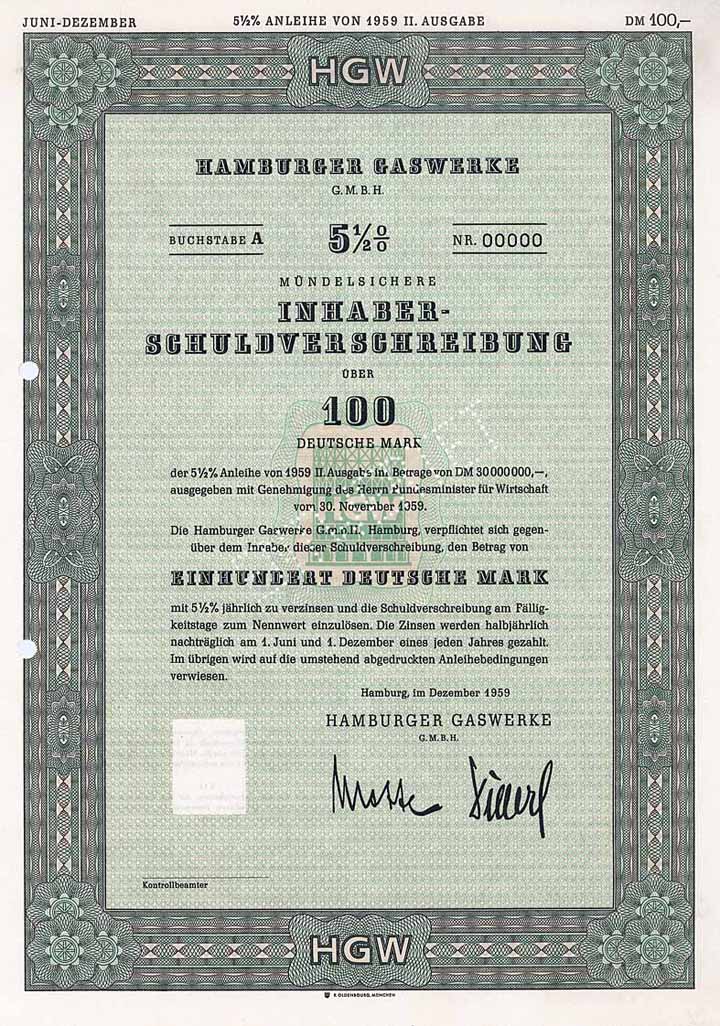 JUNI-DEZEMBER 5½% ANLEIHE VON 1959 II. AUSGABE DM 100,—
HGW
HAMBURGER GASWERKE
G.M.B.H.
BUCHSTABE A 5½% NR. 00000
MÜNDELSICHERE
INHABER-
SCHULDVERSCHREIBUNG
ÜBER
100
DEUTSCHE MARK
der 5½% Anleihe von 1959 II. Ausgabe im Betrage von DM 30 000 000,—,
ausgegeben mit Genehmigung des Herrn Bundesminister für Wirtschaft
vom 30. November 1959.
HGW
Die Hamburger Gaswerke G.m.b.H. Hamburg, verpflichtet sich gegen-
über dem Inhaber dieser Schuldverschreibung, den Betrag von
EINHUNDERT DEUTSCHE MARK
mit 5½% jährlich zu verzinsen und die Schuldverschreibung am Fällig-
keitstage zum Nennwert einzulösen. Die Zinsen werden halbjährlich
nachträglich am 1. Juni und 1. Dezember eines jeden Jahres gezahlt.
Im übrigen wird auf die umstehend abgedruckten Anleihebedingungen
verwiesen.
Hamburg, im Dezember 1959
HAMBURGER GASWERKE
G.M.B.H.
Kontrollbeamter
HGW
R. OLDENBOURG, MÜNCHEN